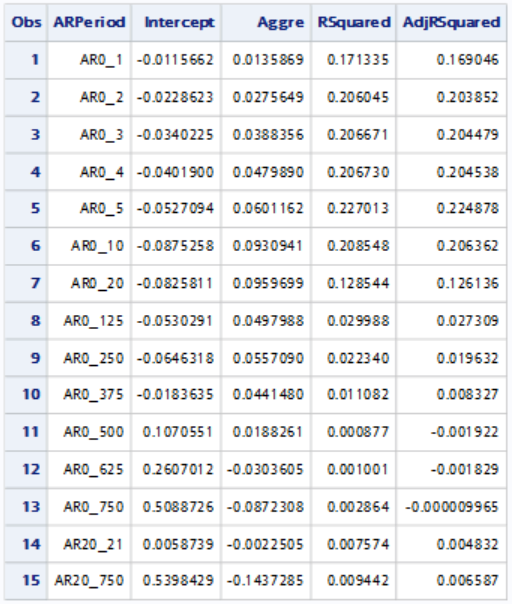 Obs ARPeriod Intercept Aggre RSquared AdjRSquared
1 AR0_1 -0.0115662 0.0135869 0.171335 0.169046
2 AR0_2 -0.0228623 0.0275649 0.206045 0.203852
3 AR0_3 -0.0340225 0.0388356 0.206671 0.204479
4 AR0_4 -0.0401900 0.0479890 0.206730 0.204538
5 AR0_5 -0.0527094 0.0601162 0.227013 0.224878
6 AR0_10 -0.0875258 0.0930941 0.208548 0.206362
7 AR0_20 -0.0825811 0.0959699 0.128544 0.126136
8 AR0_125 -0.0530291 0.0497988 0.029988 0.027309
9 AR0_250 -0.0646318 0.0557090 0.022340 0.019632
10 AR0_375 -0.0183635 0.0441480 0.011082 0.008327
11 AR0_500 0.1070551 0.0188261 0.000877 -0.001922
12 AR0_625 0.2607012 -0.0303605 0.001001 -0.001829
13 AR0_750 0.5088726 -0.0872308 0.002864 -0.000009965
14 AR20_21 0.0058739 -0.0022505 0.007574 0.004832
15 AR20_750 0.5398429 -0.1437285 0.009442 0.006587